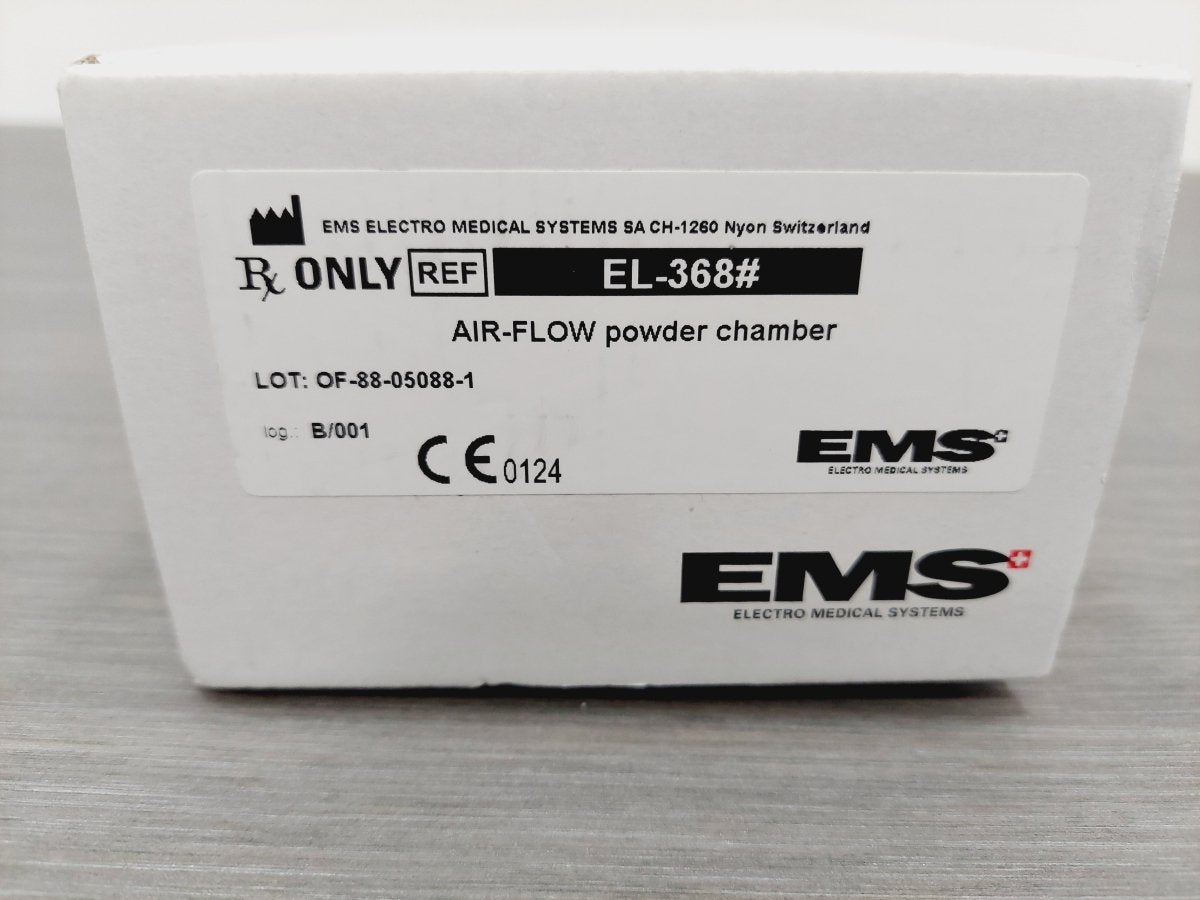 EMS ELECTRO MEDICAL SYSTEMS SA CH-1260 Nyon Switzerland
Rx ONLY REF EL-368#
AIR-FLOW powder chamber
LOT: OF-88-05088-1
log.: B/001
CE 0124
EMS
ELECTRO MEDICAL SYSTEMS
EMS
ELECTRO MEDICAL SYSTEMS